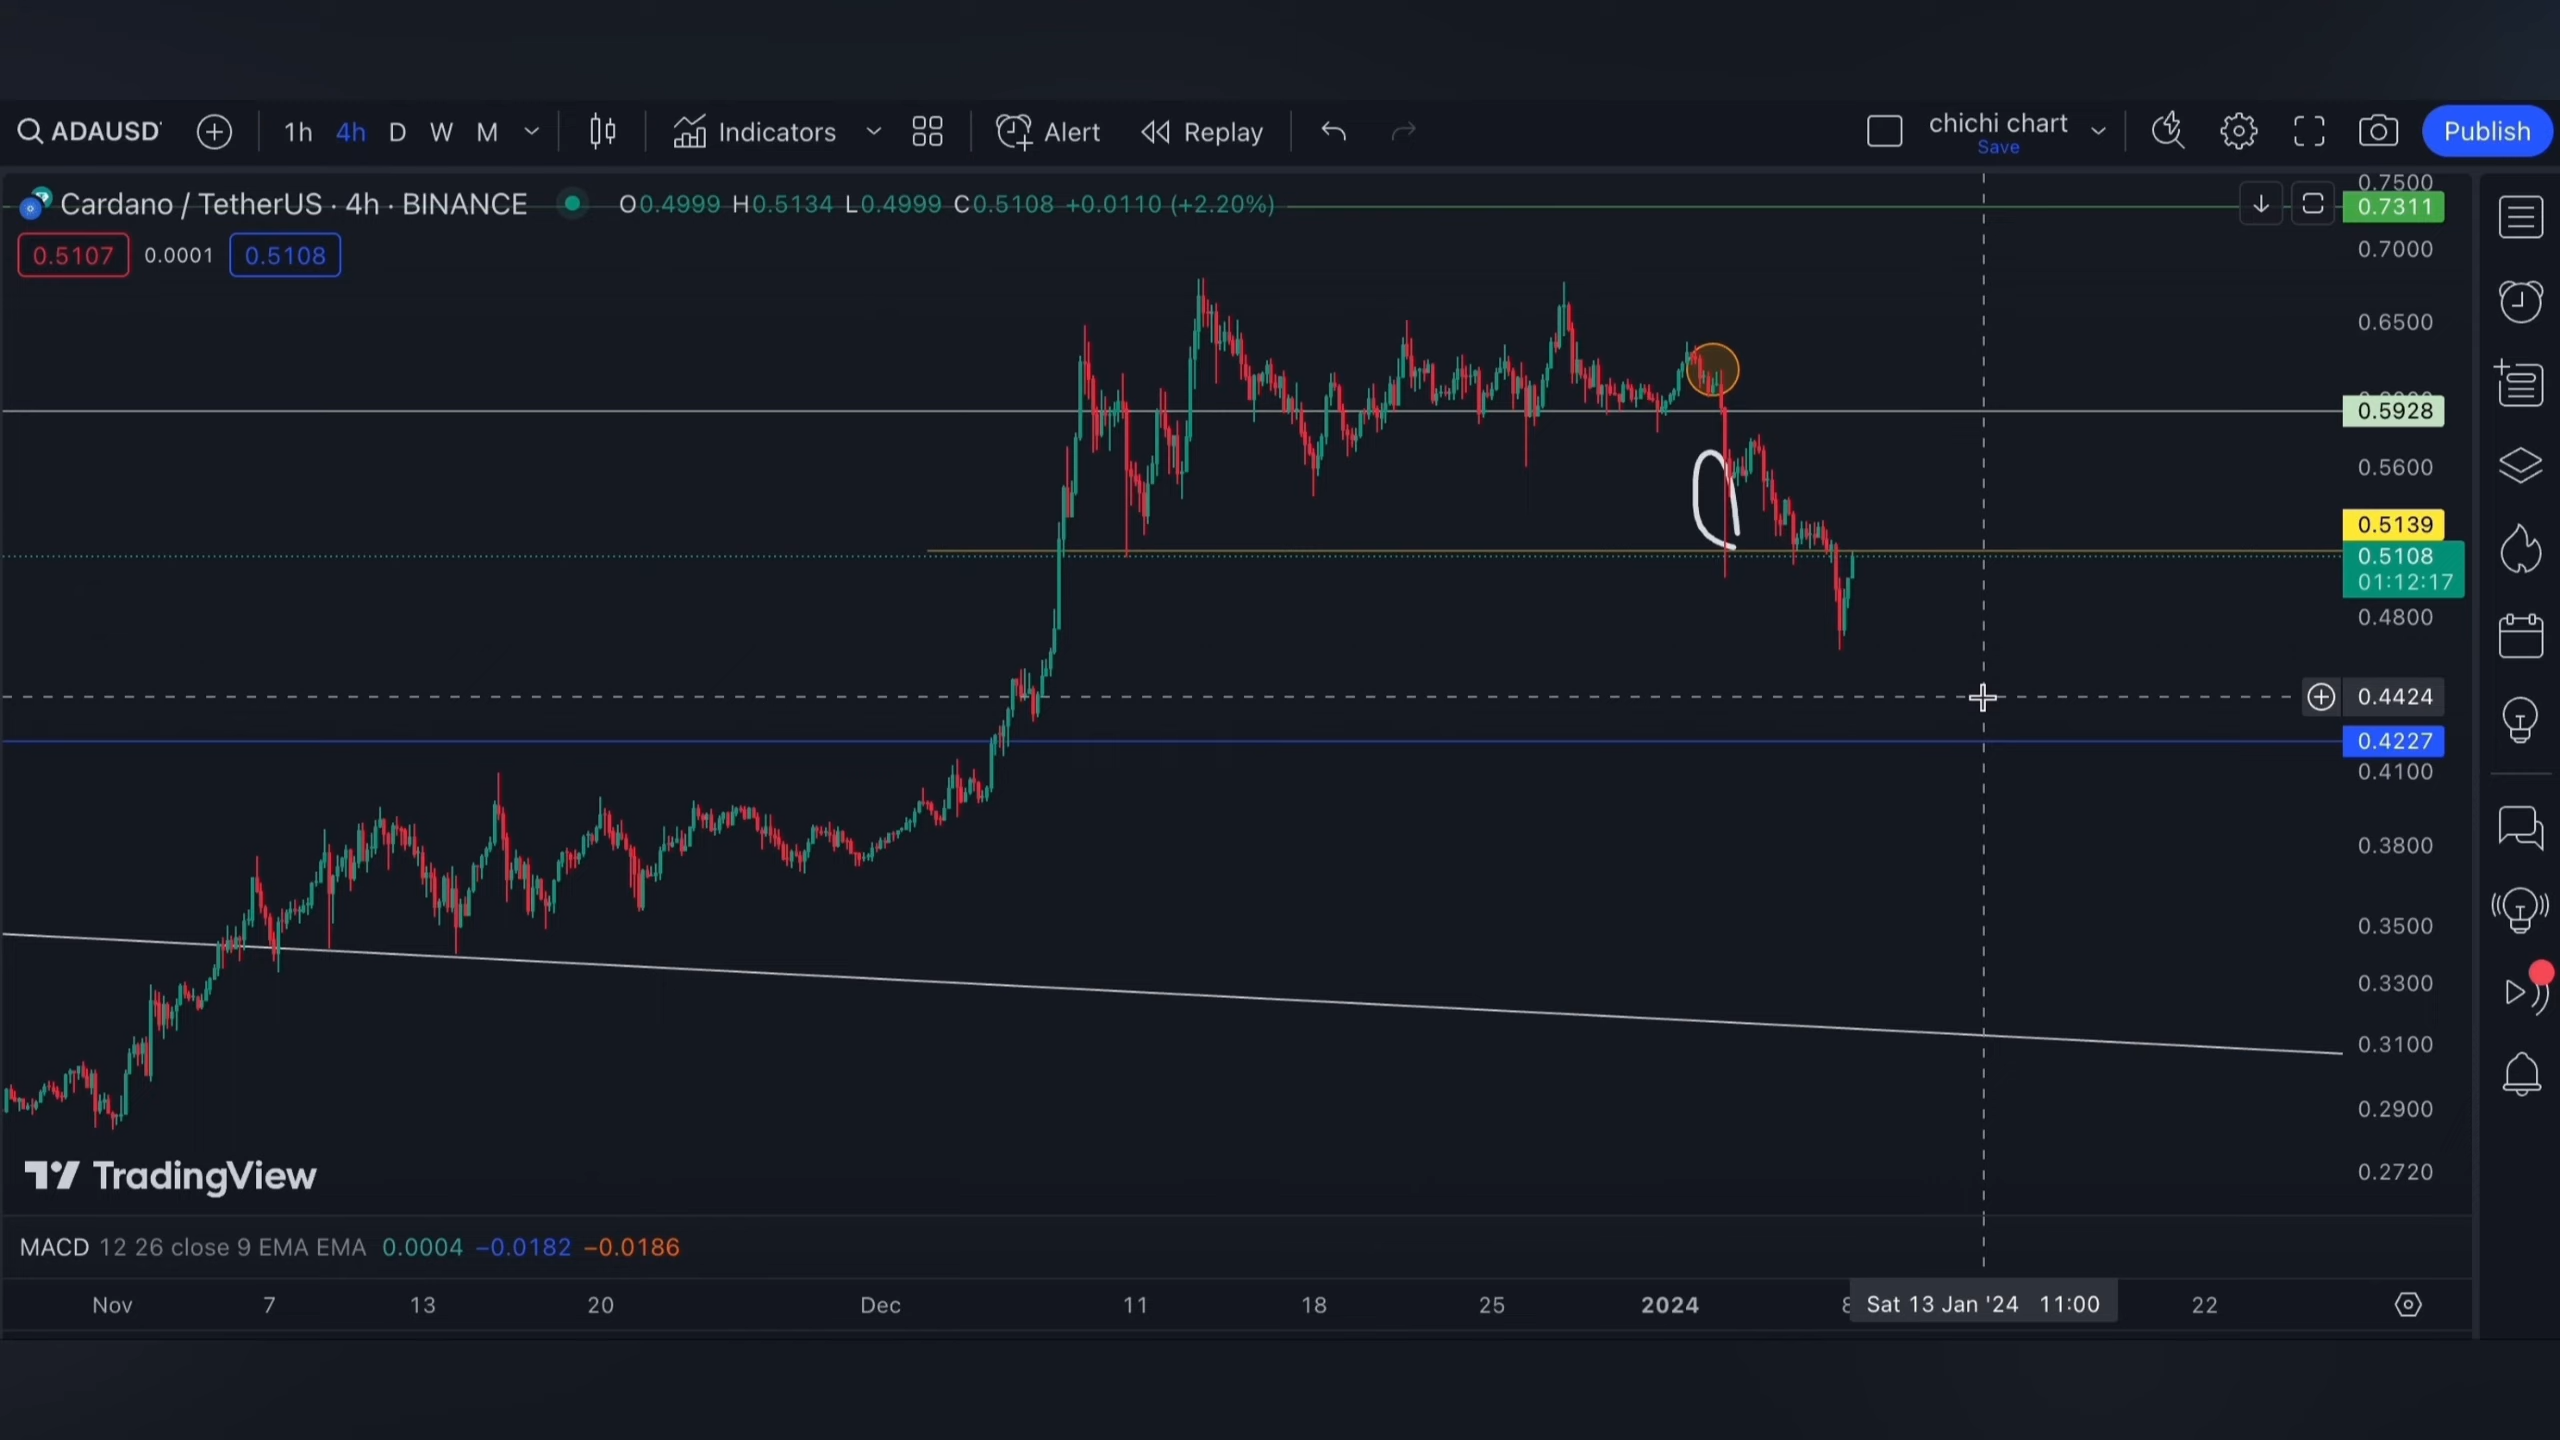 ADAUSD
1h 4h D W M Indicators Alert Replay chichi chart Publish
Save
Cardano / TetherUS · 4h · BINANCE O0.4999 H0.5134 L0.4999 C0.5108 +0.0110 (+2.20%)
0.5107 0.0001 0.5108
0.7500
0.7311
0.7000
0.6500
0.5928
0.5600
0.5139
0.5108
01:12:17
0.4800
0.4424
0.4227
0.4100
0.3800
0.3500
0.3300
0.3100
0.2900
0.2720
TradingView
MACD 12 26 close 9 EMA EMA 0.0004 −0.0182 −0.0186
Nov 7 13 20 Dec 11 18 25 2024 8 Sat 13 Jan '24 11:00 22